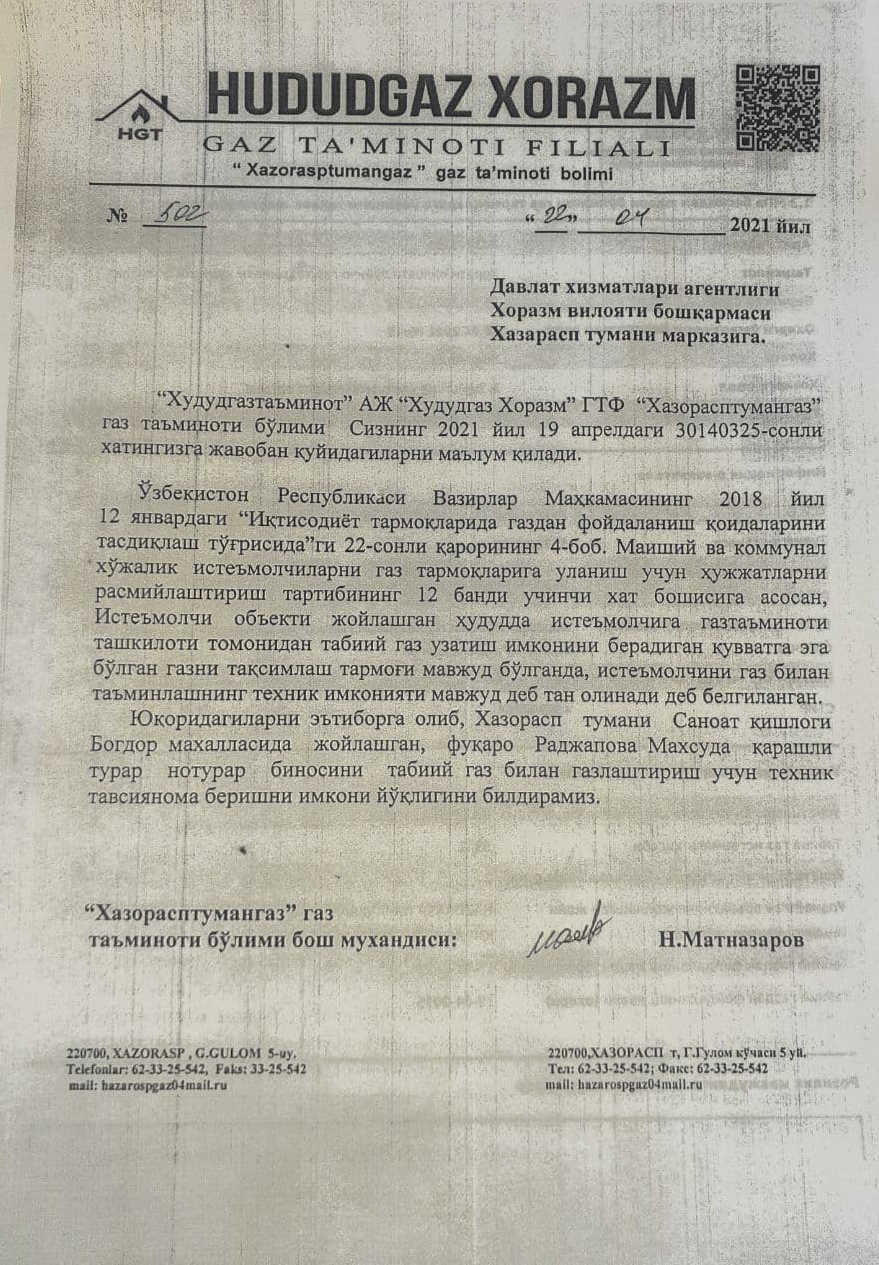 HGT
HUDUDGAZ XORAZM
GAZ TA'MINOTI FILIALI
“ Xazorasptumangaz ” gaz ta’minoti bolimi
№ 502
“22” 04 2021 йил
Давлат хизматлари агентлиги
Хоразм вилояти бошқармаси
Хазарасп тумани марказига.
“Худудгазтаъминот” АЖ “Худудгаз Хоразм” ГТФ “Хазорасптумангаз”
газ таъминоти бўлими Сизнинг 2021 йил 19 апрелдаги 30140325-сонли
хатингизга жавобан қуйидагиларни маълум қилади.
Ўзбекистон Республикаси Вазирлар Маҳкамасининг 2018 йил
12 январдаги “Иқтисодиёт тармоқларида газдан фойдаланиш қоидаларини
тасдиқлаш тўғрисида”ги 22-сонли қарорининг 4-боб. Маиший ва коммунал
хўжалик истеъмолчиларни газ тармоқларига уланиш учун ҳужжатларни
расмийлаштириш тартибининг 12 банди учинчи хат бошисига асосан,
Истеъмолчи объекти жойлашган ҳудудда истеъмолчига газтаъминоти
ташкилоти томонидан табиий газ узатиш имконини берадиган қувватга эга
бўлган газни тақсимлаш тармоғи мавжуд бўлганда, истеъмолчини газ билан
таъминлашнинг техник имконияти мавжуд деб тан олинади деб белгиланган.
Юқоридагиларни эътиборга олиб, Хазорасп тумани Саноат қишлоги
Богдор махалласида жойлашган, фуқаро Раджапова Махсуда қарашли
турар нотурар биносини табиий газ билан газлаштириш учун техник
тавсиянома беришни имкони йўқлигини билдирамиз.
“Хазорасптумангаз” газ
таъминоти бўлими бош мухандиси:
Н.Матназаров
220700, XAZORASP , G.GULOM 5-uy.
Telefonlar: 62-33-25-542, Faks: 33-25-542
mail: hazarospgaz04mail.ru
220700,ХАЗОРАСП т, Г.Гулом кўчаси 5 уй.
Тел: 62-33-25-542; Факс: 62-33-25-542
mail: hazarospgaz04mail.ru